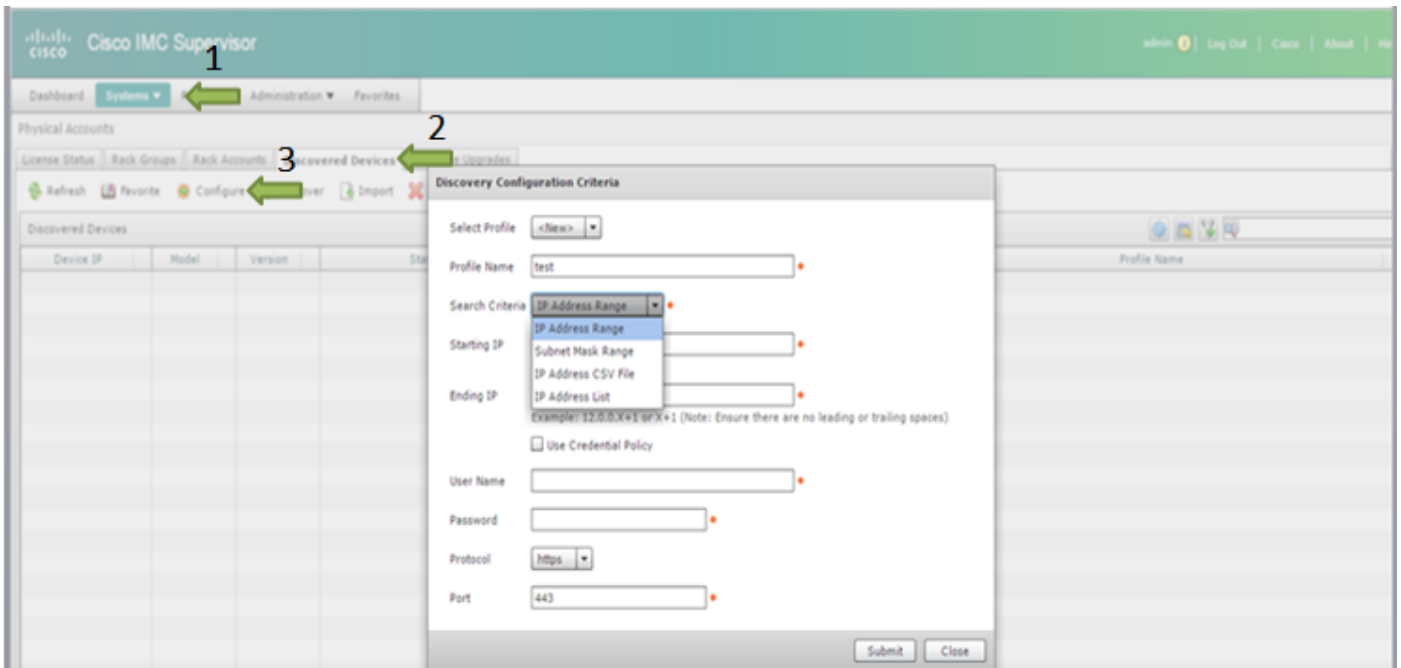 cisco Cisco IMC Supervisor
admin 3 | Log Out | Cisco | About |
1
Dashboard Systems ▼ Administration ▼ Favorites
Physical Accounts
2
License Status Rack Groups Rack Accounts Discovered Devices Upgrades
3
Refresh Favorite Configure Import
Discovery Configuration Criteria
Discovered Devices
Device IP Model Version Profile Name
Select Profile <New>
Profile Name test
Search Criteria IP Address Range
IP Address Range
Subnet Mask Range
IP Address CSV File
IP Address List
Starting IP
Ending IP
Example: 12.0.0.X+1 or X+1 (Note: Ensure there are no leading or trailing spaces)
Use Credential Policy
User Name
Password
Protocol https
Port 443
Submit Close